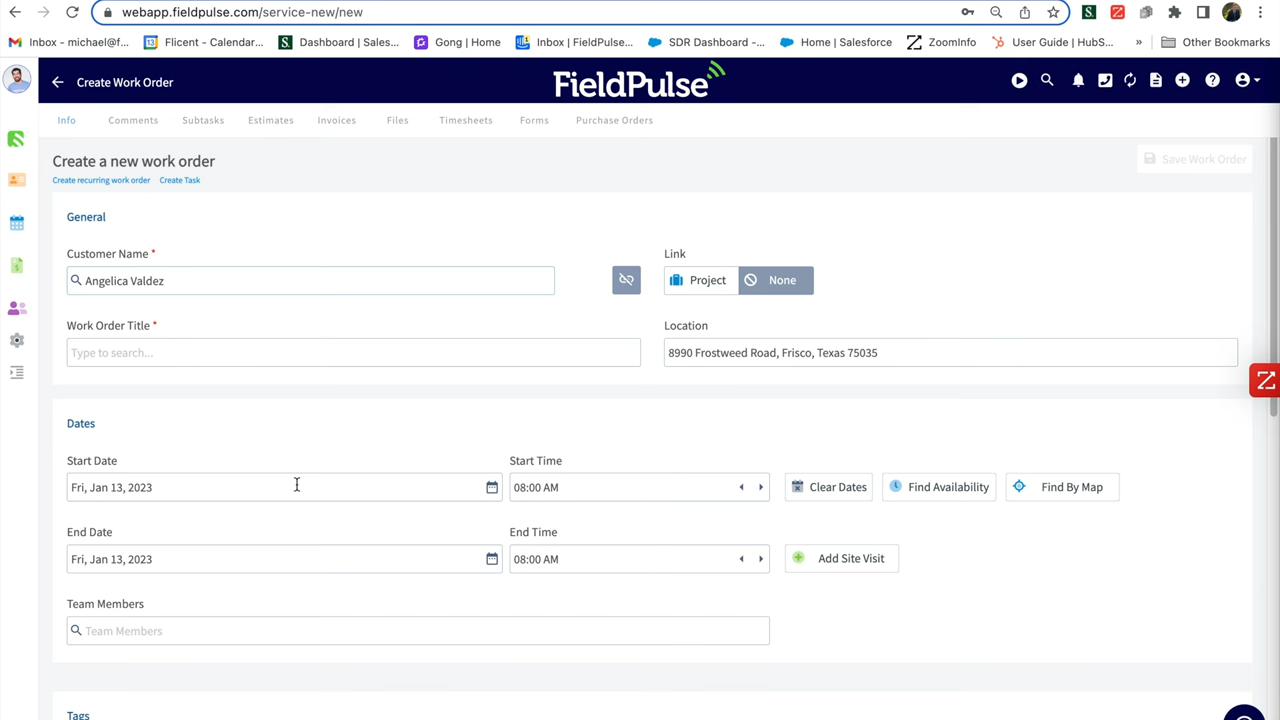 webapp.fieldpulse.com/service-new/new
Inbox - michael@f... Flicent - Calendar... Dashboard | Sales... Gong | Home Inbox | FieldPulse... SDR Dashboard -... Home | Salesforce ZoomInfo User Guide | HubS... » Other Bookmarks
Create Work Order
FieldPulse
Info Comments Subtasks Estimates Invoices Files Timesheets Forms Purchase Orders
Create a new work order
Save Work Order
Create recurring work order Create Task
General
Customer Name * Link
Angelica Valdez Project None
Work Order Title * Location
Type to search... 8990 Frostweed Road, Frisco, Texas 75035
Dates
Start Date Start Time
Fri, Jan 13, 2023 08:00 AM Clear Dates Find Availability Find By Map
End Date End Time
Fri, Jan 13, 2023 08:00 AM Add Site Visit
Team Members
Team Members
Tags